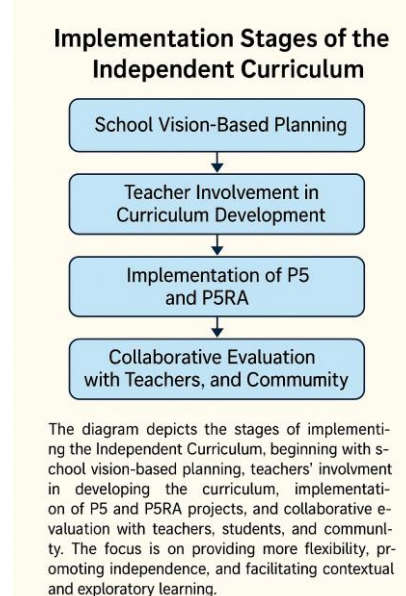 Implementation Stages of the
Independent Curriculum
School Vision-Based Planning
Teacher Involvement in
Curriculum Development
Implementation of P5
and P5RA
Collaborative Evaluation
with Teachers, and Commumity
The diagram depicts the stages of implementi-
ng the Independent Curriculum, beginning with s-
chool vision-based planning, teachers' involvment
in developing the curriculum, implementati-
on of P5 and P5RA projects, and collaborative e-
valuation with teachers, students, and communl-
ty. The focus is on providing more flexibility, pr-
omoting independence, and facilitating contextual
and exploratory learning.